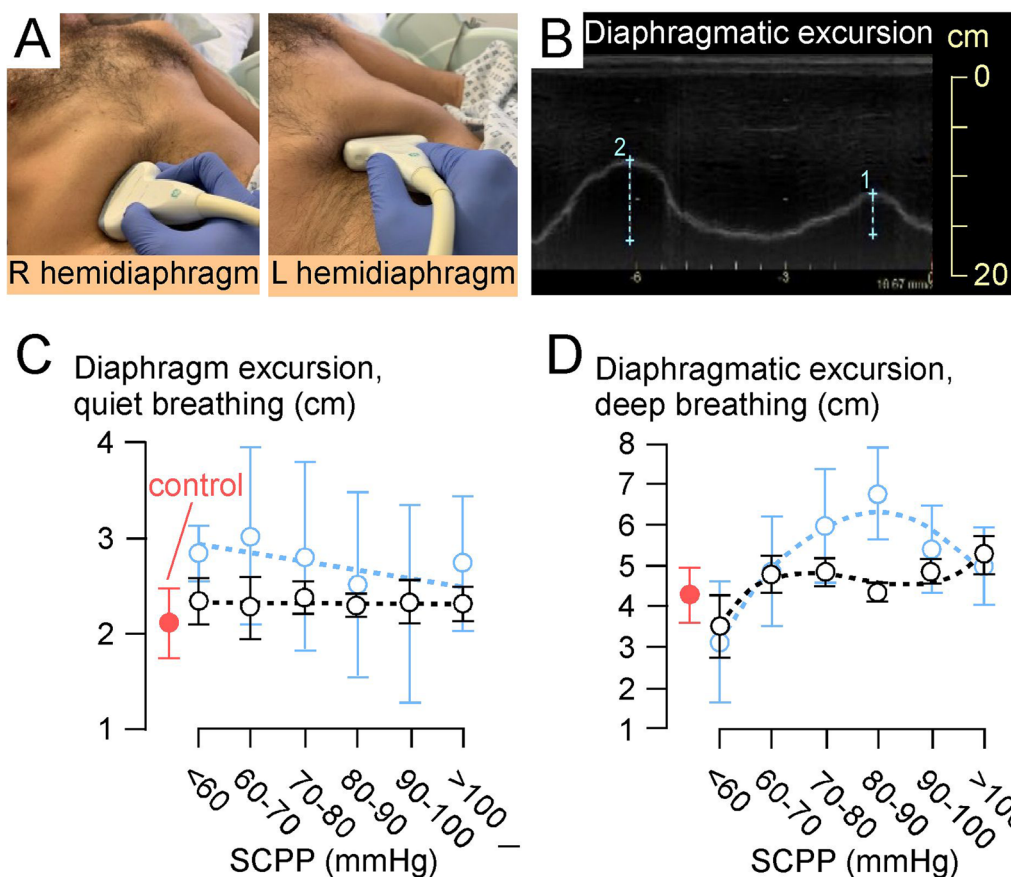 A
R hemidiaphragm
L hemidiaphragm
B
Diaphragmatic excursion
cm
0
20
2
1
-6
-3
C
Diaphragm excursion,
quiet breathing (cm)
4
3
2
1
control
<60
60-70
70-80
80-90
90-100
>100
SCPP (mmHg)
D
Diaphragmatic excursion,
deep breathing (cm)
8
7
6
5
4
3
2
1
<60
60-70
70-80
80-90
90-100
>100
SCPP (mmHg)